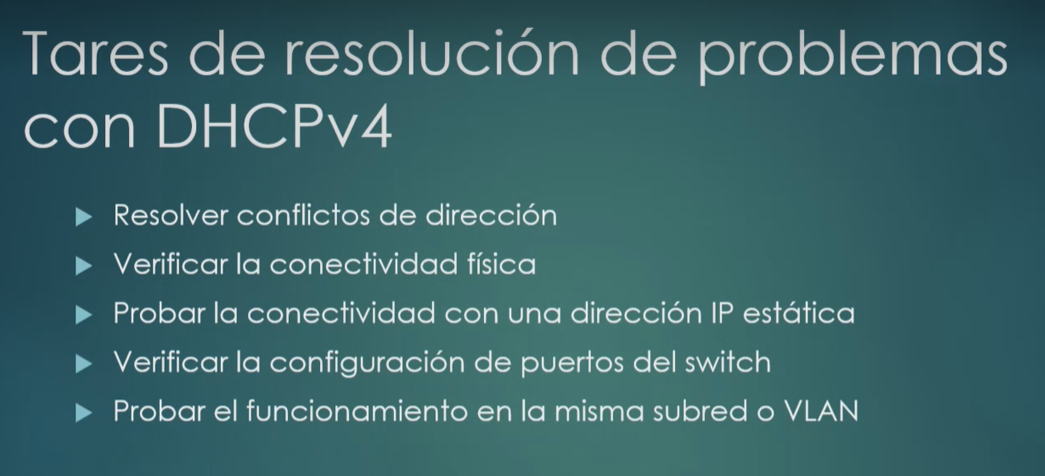 Tares de resolución de problemas
con DHCPv4
Resolver conflictos de dirección
Verificar la conectividad física
Probar la conectividad con una dirección IP estática
Verificar la configuración de puertos del switch
Probar el funcionamiento en la misma subred o VLAN